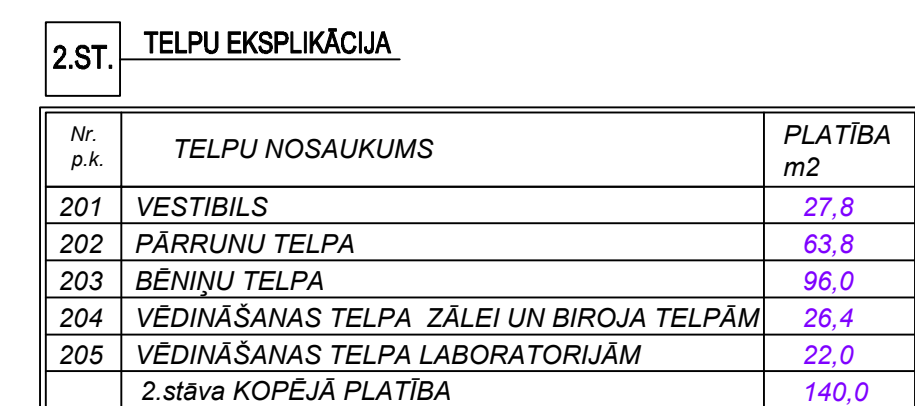 2.ST. TELPU EKSPLIKĀCIJA
Nr. p.k. TELPU NOSAUKUMS PLATĪBA m2
201 VESTIBILS 27,8
202 PĀRRUNU TELPA 63,8
203 BĒNIŅU TELPA 96,0
204 VĒDINĀŠANAS TELPA ZĀLEI UN BIROJA TELPĀM 26,4
205 VĒDINĀŠANAS TELPA LABORATORIJĀM 22,0
2.stāva KOPĒJĀ PLATĪBA 140,0